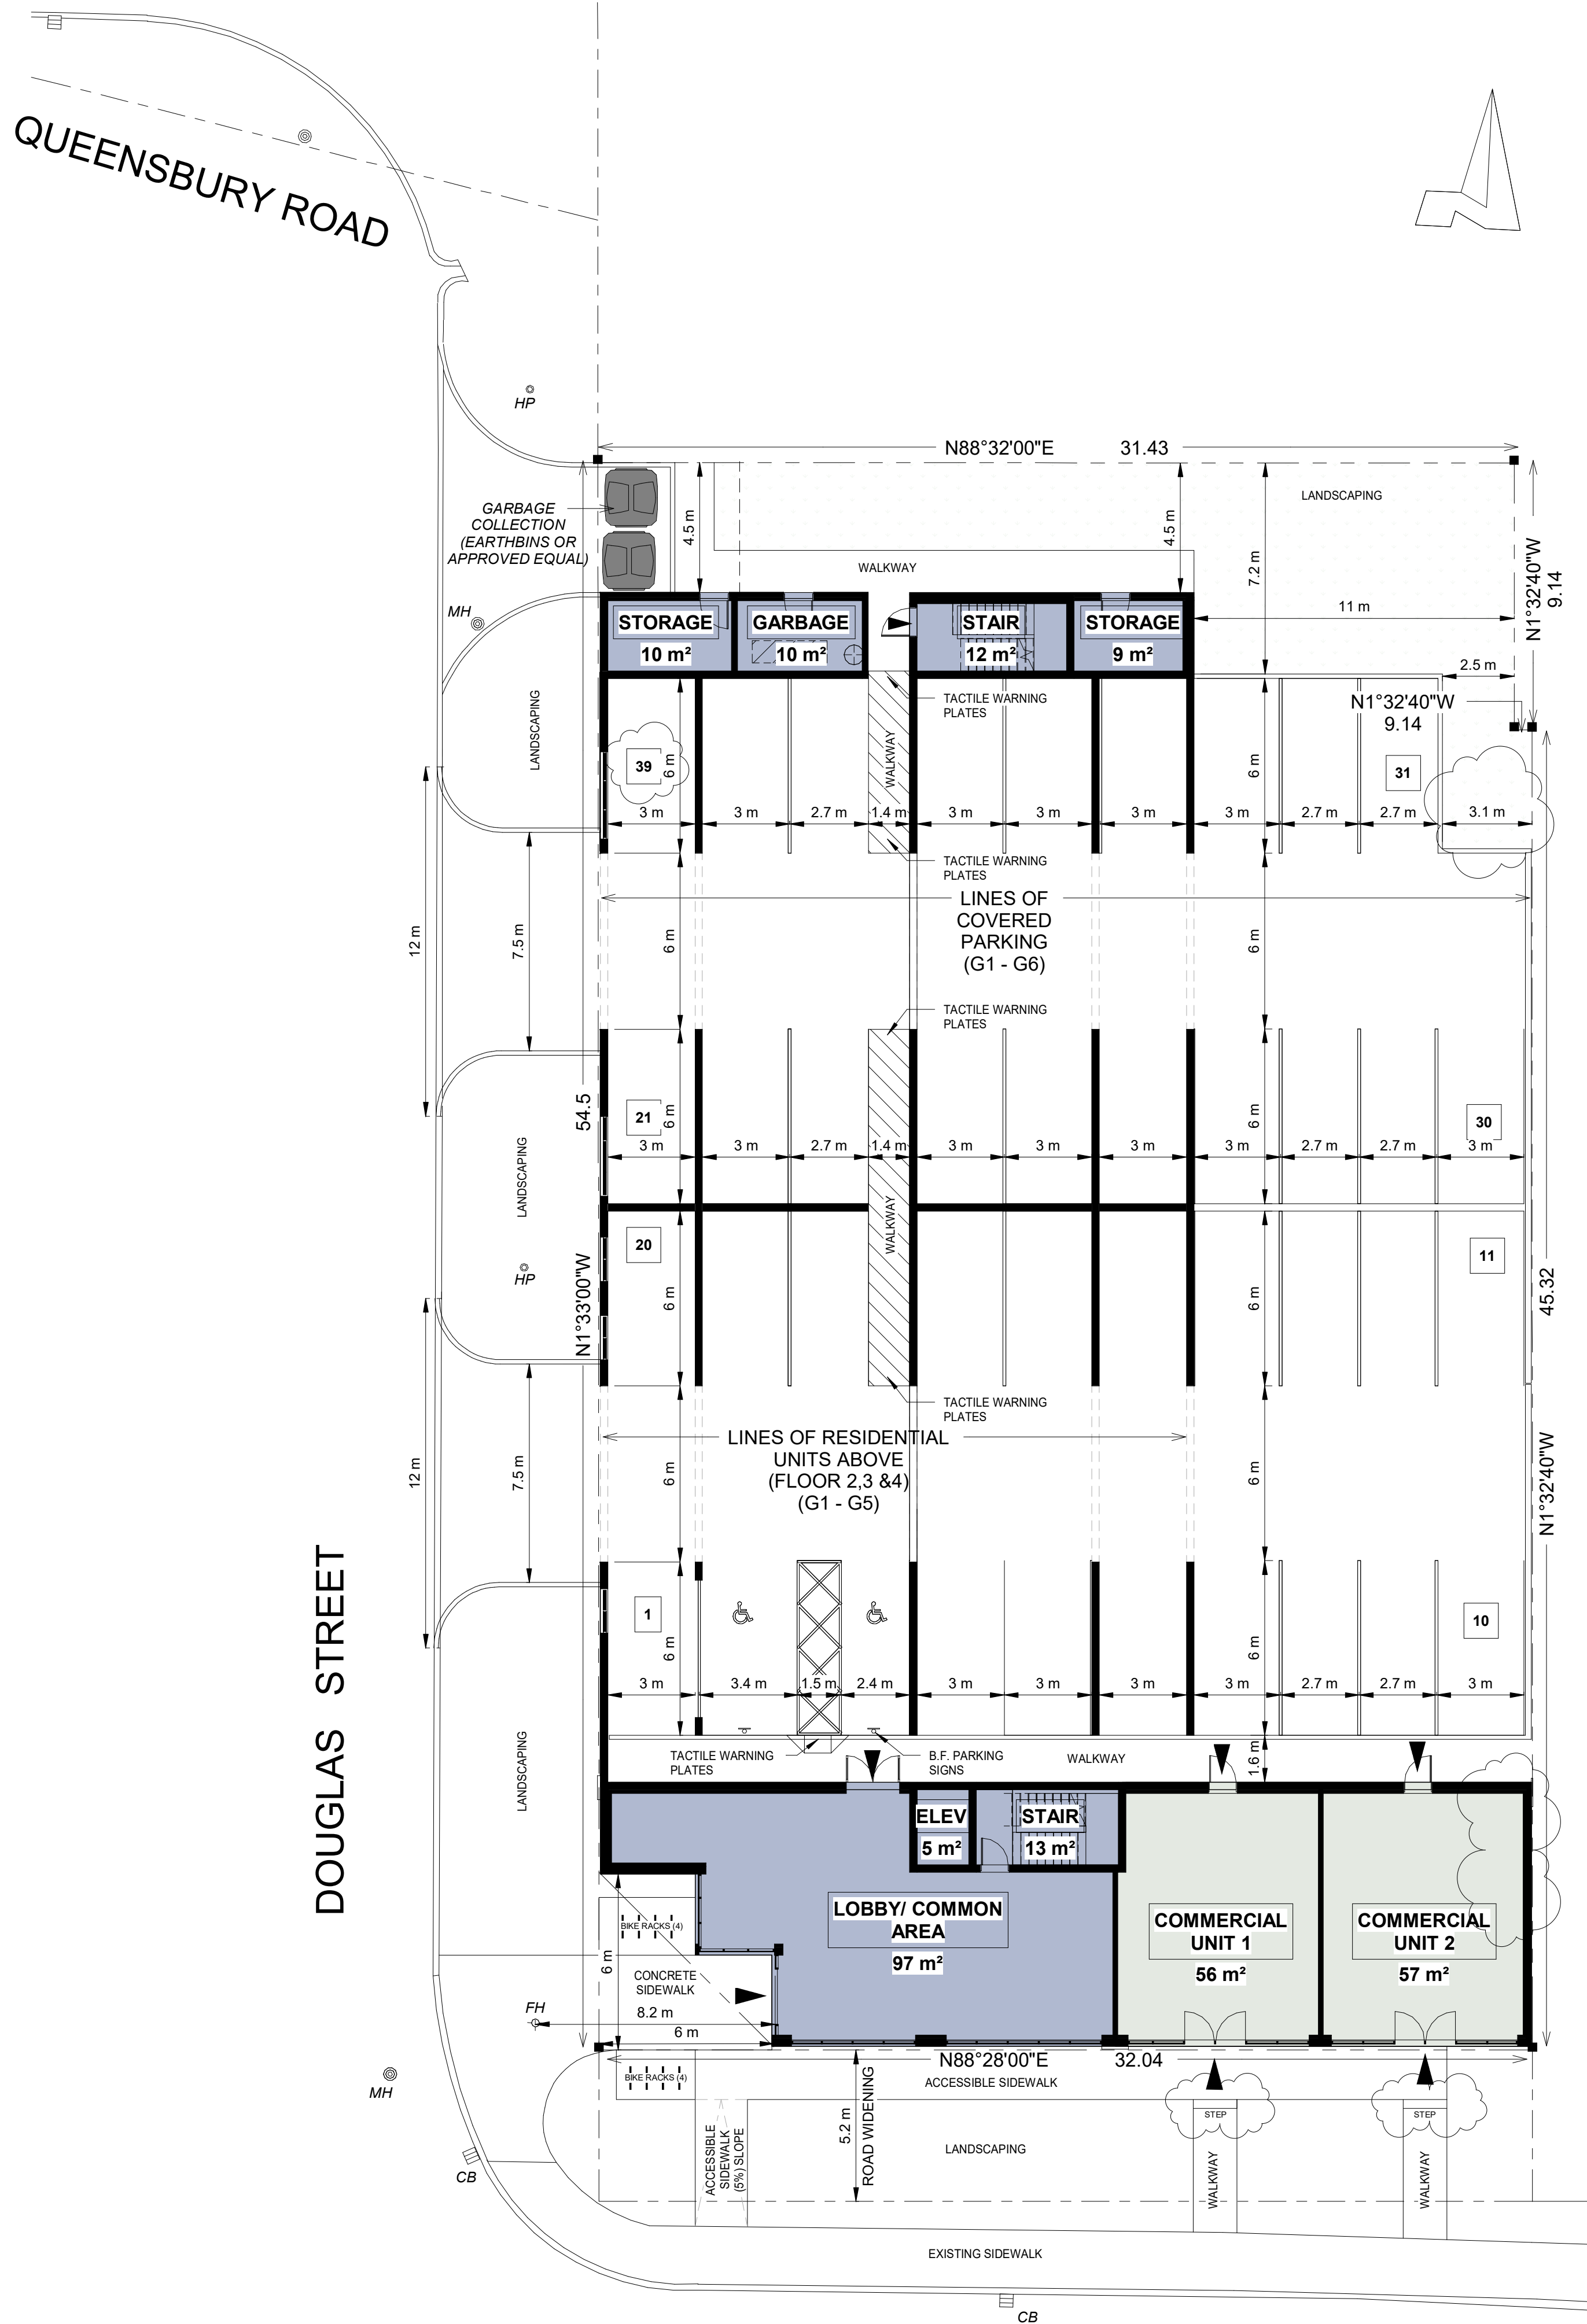 QUEENSBURY ROAD
HP
N88°32'00"E 31.43
GARBAGE
COLLECTION
(EARTHBINS OR
APPROVED EQUAL)
4.5 m
4.5 m
LANDSCAPING
7.2 m
WALKWAY
N1°32'40"W
9.14
11 m
MH
STORAGE
10 m²
GARBAGE
10 m²
STAIR
12 m²
STORAGE
9 m²
2.5 m
LANDSCAPING
TACTILE WARNING
PLATES
N1°32'40"W
9.14
WALKWAY
39
6 m
6 m
31
3 m
3 m
2.7 m
1.4 m
3 m
3 m
3 m
2.7 m
2.7 m
3.1 m
TACTILE WARNING
PLATES
LINES OF
COVERED
PARKING
(G1 - G6)
12 m
7.5 m
6 m
6 m
TACTILE WARNING
PLATES
54.5
21
6 m
6 m
30
3 m
3 m
2.7 m
1.4 m
3 m
3 m
3 m
3 m
2.7 m
2.7 m
3 m
LANDSCAPING
WALKWAY
20
11
HP
N1°33'00"W
6 m
6 m
45.32
TACTILE WARNING
PLATES
LINES OF RESIDENTIAL
UNITS ABOVE
(FLOOR 2,3 &4)
(G1 - G5)
12 m
7.5 m
6 m
6 m
N1°32'40"W
DOUGLAS STREET
1
10
6 m
6 m
3 m
3.4 m
1.5 m
2.4 m
3 m
3 m
3 m
3 m
2.7 m
2.7 m
3 m
TACTILE WARNING
PLATES
B.F. PARKING
SIGNS
WALKWAY
1.6 m
LANDSCAPING
ELEV
5 m²
STAIR
13 m²
LOBBY/ COMMON
AREA
97 m²
COMMERCIAL
UNIT 1
56 m²
COMMERCIAL
UNIT 2
57 m²
BIKE RACKS (4)
6 m
CONCRETE
SIDEWALK
FH
8.2 m
6 m
N88°28'00"E 32.04
MH
BIKE RACKS (4)
ACCESSIBLE SIDEWALK
5.2 m
ROAD WIDENING
STEP
STEP
ACCESSIBLE
SIDEWALK
(5%) SLOPE
LANDSCAPING
WALKWAY
WALKWAY
CB
EXISTING SIDEWALK
CB